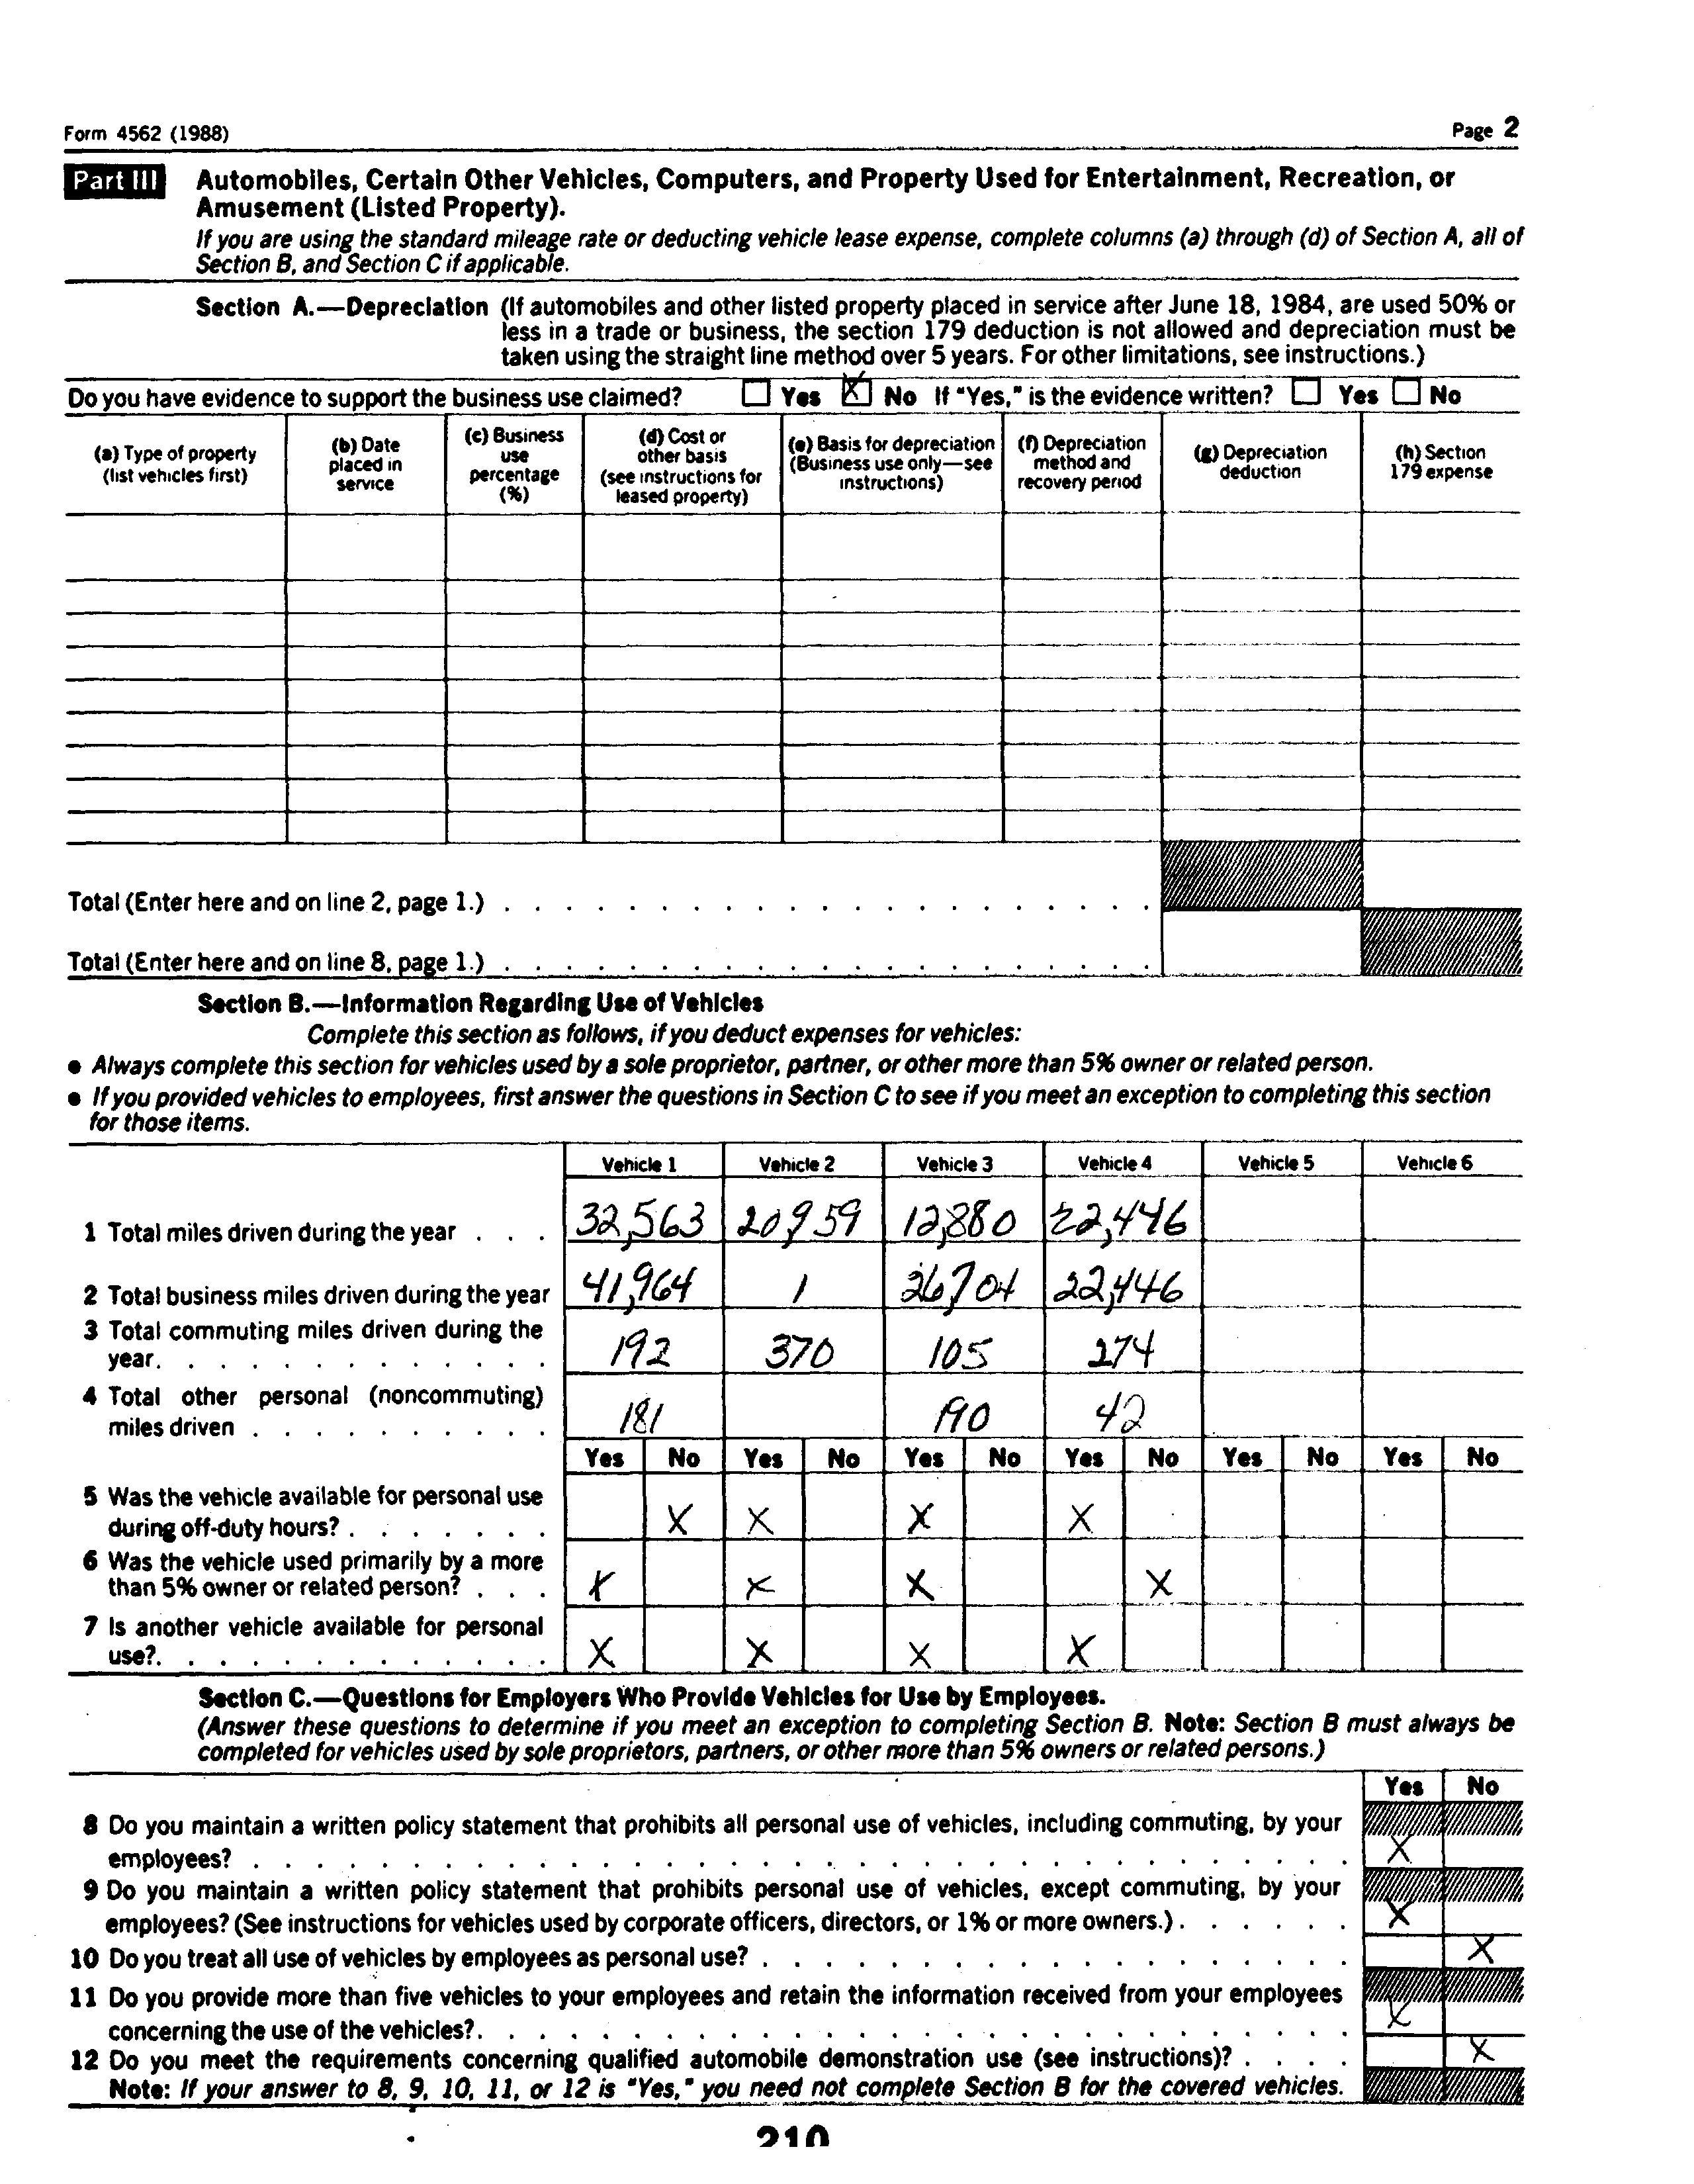 Form 4562 (1988) Page 2
Part III Automobiles, Certain Other Vehicles, Computers, and Property Used for Entertainment, Recreation, or
Amusement (Listed Property).
If you are using the standard mileage rate or deducting vehicle lease expense, complete columns (a) through (d) of Section A, all of
Section B, and Section C if applicable.
Section A.—Depreciation (If automobiles and other listed property placed in service after June 18, 1984, are used 50% or
less in a trade or business, the section 179 deduction is not allowed and depreciation must be
taken using the straight line method over 5 years. For other limitations, see instructions.)
Do you have evidence to support the business use claimed? Yes X No If "Yes," is the evidence written? Yes No
(a) Type of property
(list vehicles first)
(b) Date
placed in
service
(c) Business
use
percentage
(%)
(d) Cost or
other basis
(see instructions for
leased property)
(e) Basis for depreciation
(Business use only—see
instructions)
(f) Depreciation
method and
recovery period
(g) Depreciation
deduction
(h) Section
179 expense
Total (Enter here and on line 2, page 1.)
Total (Enter here and on line 8, page 1.)
Section B.—Information Regarding Use of Vehicles
Complete this section as follows, if you deduct expenses for vehicles:
● Always complete this section for vehicles used by a sole proprietor, partner, or other more than 5% owner or related person.
● If you provided vehicles to employees, first answer the questions in Section C to see if you meet an exception to completing this section
for those items.
Vehicle 1 Vehicle 2 Vehicle 3 Vehicle 4 Vehicle 5 Vehicle 6
1 Total miles driven during the year . . . 32,563 20,959 12,880 22,446
2 Total business miles driven during the year 41,964 1 26,704 22,446
3 Total commuting miles driven during the
year. . . . . . . . . . . . 192 370 105 274
4 Total other personal (noncommuting)
miles driven . . . . . . . . . . 181 190 42
Yes No Yes No Yes No Yes No Yes No Yes No
5 Was the vehicle available for personal use
during off-duty hours? . . . . . . . X X X X
6 Was the vehicle used primarily by a more
than 5% owner or related person? . . . X X X X
7 Is another vehicle available for personal
use?. . . . . . . . . . . . X X X X
Section C.—Questions for Employers Who Provide Vehicles for Use by Employees.
(Answer these questions to determine if you meet an exception to completing Section B. Note: Section B must always be
completed for vehicles used by sole proprietors, partners, or other more than 5% owners or related persons.)
Yes No
8 Do you maintain a written policy statement that prohibits all personal use of vehicles, including commuting, by your
employees? X
9 Do you maintain a written policy statement that prohibits personal use of vehicles, except commuting, by your
employees? (See instructions for vehicles used by corporate officers, directors, or 1% or more owners.) X
10 Do you treat all use of vehicles by employees as personal use? X
11 Do you provide more than five vehicles to your employees and retain the information received from your employees
concerning the use of the vehicles?. X
12 Do you meet the requirements concerning qualified automobile demonstration use (see instructions)? X
Note: If your answer to 8, 9, 10, 11, or 12 is "Yes," you need not complete Section B for the covered vehicles.
210